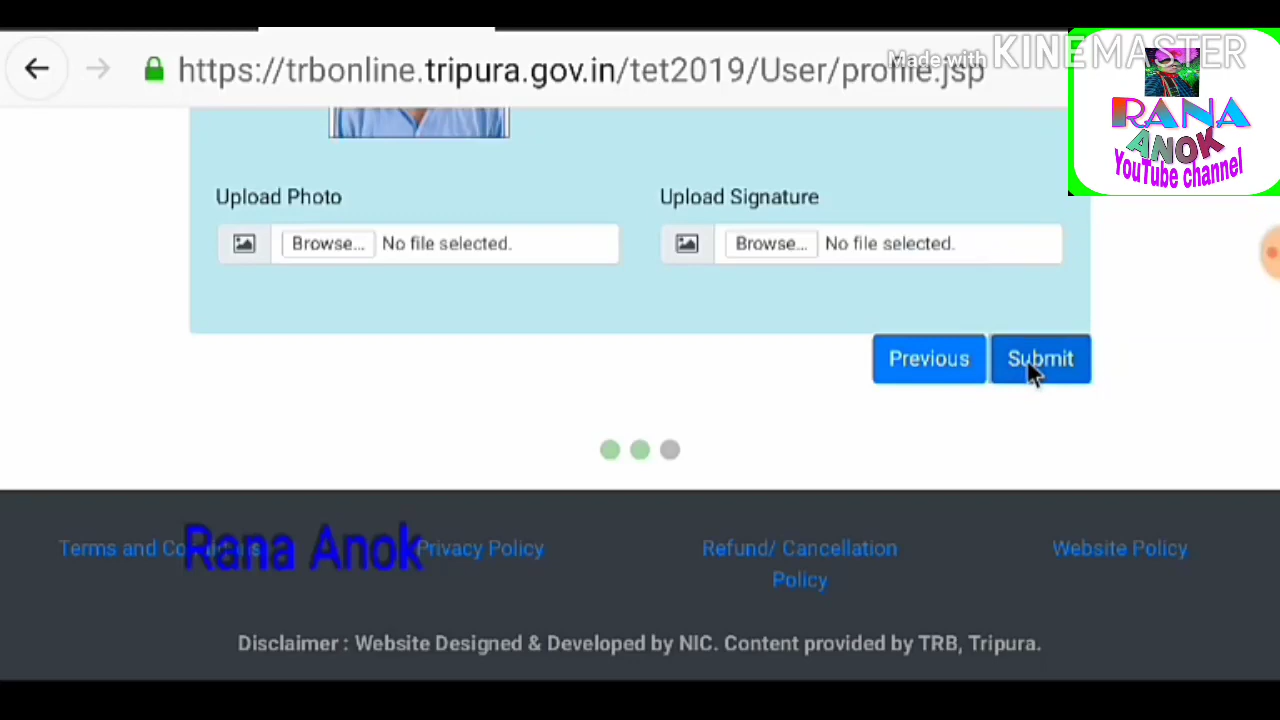 Made with KINEMASTER
https://trbonline.tripura.gov.in/tet2019/User/profile.jsp
RANA
ANOK
YouTube channel
Upload Photo
Upload Signature
Browse... No file selected.
Browse... No file selected.
Previous
Submit
Terms and
Rana Anok
Privacy Policy
Refund/ Cancellation
Policy
Website Policy
Disclaimer : Website Designed & Developed by NIC. Content provided by TRB, Tripura.